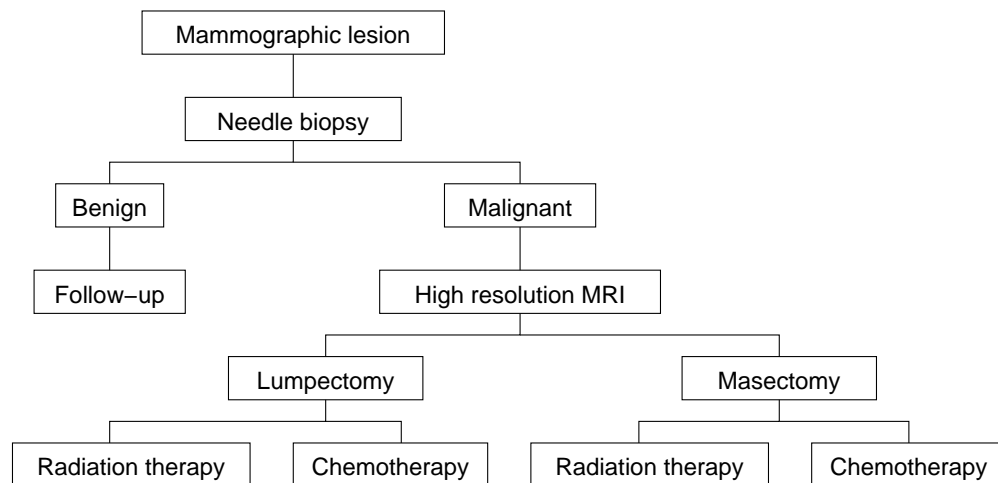 Mammographic lesion
Needle biopsy
Benign
Malignant
Follow−up
High resolution MRI
Lumpectomy
Masectomy
Radiation therapy
Chemotherapy
Radiation therapy
Chemotherapy